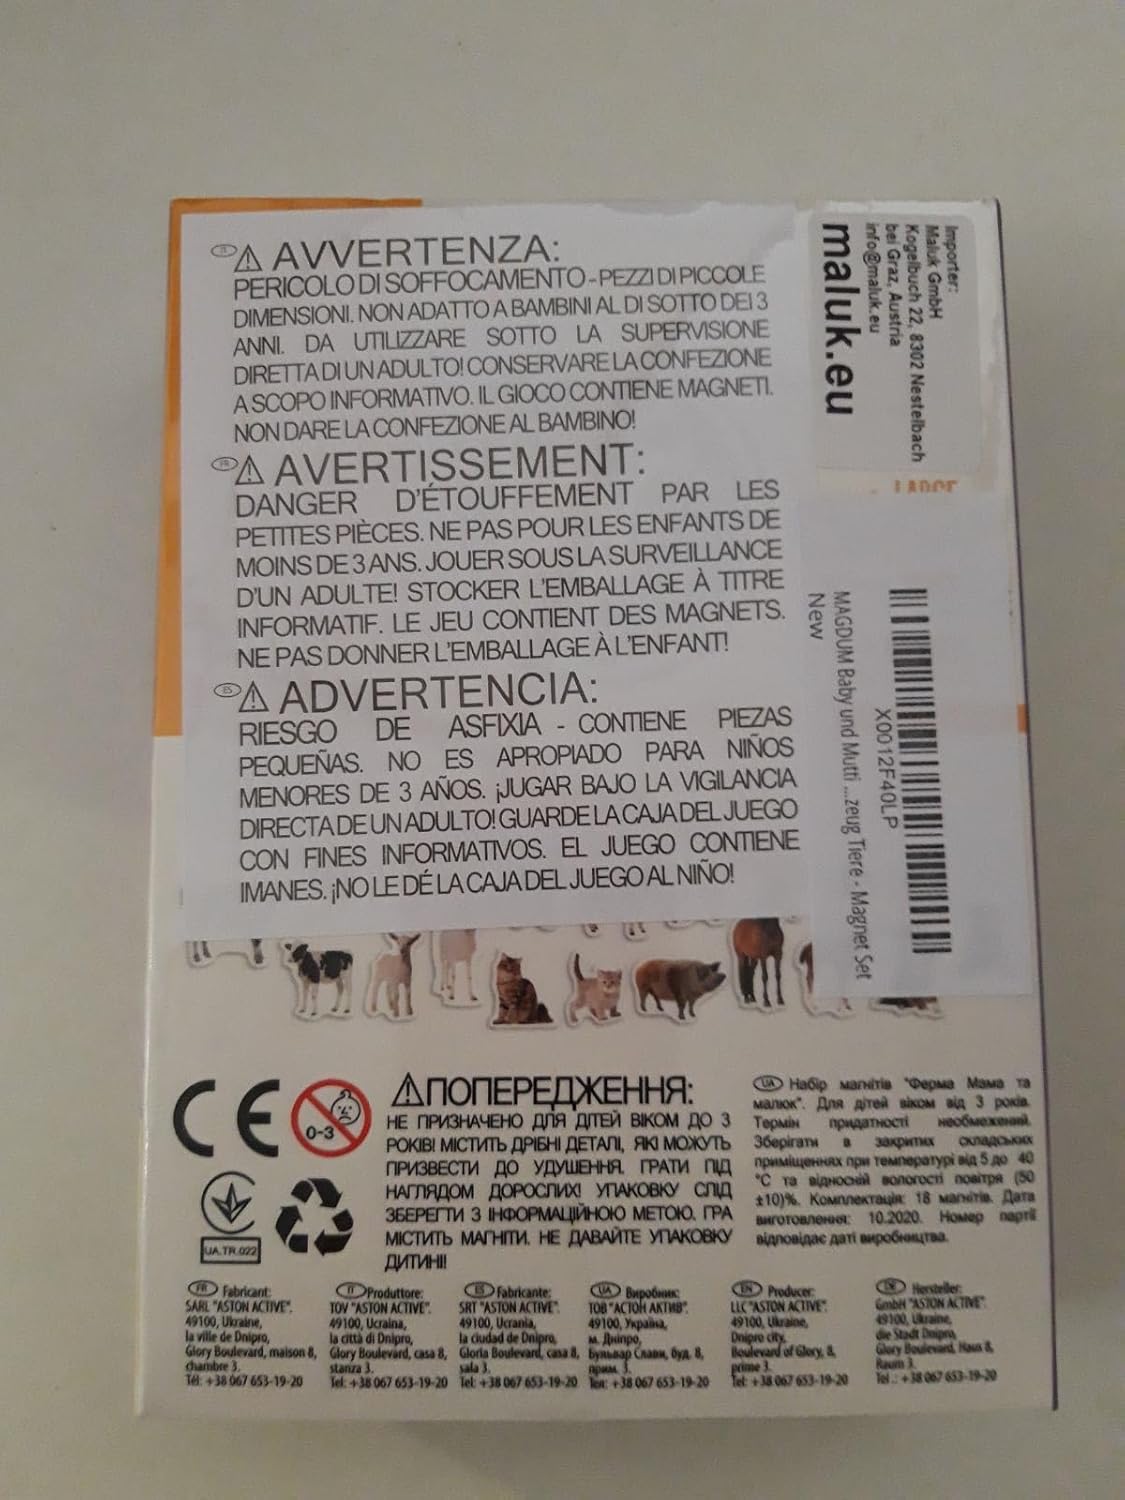 IT AVVERTENZA:
PERICOLO DI SOFFOCAMENTO - PEZZI DI PICCOLE
DIMENSIONI. NON ADATTO A BAMBINI AL DI SOTTO DEI 3
ANNI. DA UTILIZZARE SOTTO LA SUPERVISIONE
DIRETTA DI UN ADULTO! CONSERVARE LA CONFEZIONE
A SCOPO INFORMATIVO. IL GIOCO CONTIENE MAGNETI.
NON DARE LA CONFEZIONE AL BAMBINO!
FR AVERTISSEMENT:
DANGER D'ÉTOUFFEMENT PAR LES
PETITES PIÈCES. NE PAS POUR LES ENFANTS DE
MOINS DE 3 ANS. JOUER SOUS LA SURVEILLANCE
D'UN ADULTE! STOCKER L'EMBALLAGE À TITRE
INFORMATIF. LE JEU CONTIENT DES MAGNETS.
NE PAS DONNER L'EMBALLAGE À L'ENFANT!
ES ADVERTENCIA:
RIESGO DE ASFIXIA - CONTIENE PIEZAS
PEQUEÑAS. NO ES APROPIADO PARA NIÑOS
MENORES DE 3 AÑOS. ¡JUGAR BAJO LA VIGILANCIA
DIRECTA DE UN ADULTO! GUARDE LA CAJA DEL JUEGO
CON FINES INFORMATIVOS. EL JUEGO CONTIENE
IMANES. ¡NO LE DÉ LA CAJA DEL JUEGO AL NIÑO!
Importer:
Maluk GmbH
Kogelbuch 22, 8302 Nestelbach
bei Graz, Austria
info@maluk.eu
maluk.eu
X0012F40LP
MAGDUM Baby und Mutti ...zeug Tiere - Magnet Set
New
CE
0-3
UA.TR.022
ПОПЕРЕДЖЕННЯ:
НЕ ПРИЗНАЧЕНО ДЛЯ ДІТЕЙ ВІКОМ ДО 3
РОКІВ! МІСТИТЬ ДРІБНІ ДЕТАЛІ, ЯКІ МОЖУТЬ
ПРИЗВЕСТИ ДО УДУШЕННЯ. ГРАТИ ПІД
НАГЛЯДОМ ДОРОСЛИХ! УПАКОВКУ СЛІД
ЗБЕРЕГТИ З ІНФОРМАЦІЙНОЮ МЕТОЮ. ГРА
МІСТИТЬ МАГНІТИ. НЕ ДАВАЙТЕ УПАКОВКУ
ДИТИНІ!
UA Набір магнітів "Ферма Мама та
малюк". Для дітей віком від 3 років.
Термін придатності необмежений.
Зберігати в закритих складських
приміщеннях при температурі від 5 до 40
°С та відносній вологості повітря (50
±10)%. Комплектація: 18 магнітів. Дата
виготовлення: 10.2020. Номер партії
відповідає даті виробництва.
FR Fabricant:
SARL "ASTON ACTIVE".
49100, Ukraine,
la ville de Dnipro,
Glory Boulevard, maison 8,
chambre 3.
Tél: +38 067 653-19-20
IT Produttore:
TOV "ASTON ACTIVE".
49100, Ucraina,
la città di Dnipro,
Glory Boulevard, casa 8,
stanza 3.
Tel: +38 067 653-19-20
ES Fabricante:
SRT "ASTON ACTIVE".
49100, Ucrania,
la ciudad de Dnipro,
Gloria Boulevard, casa 8,
sala 3.
Tel: +38 067 653-19-20
UA Виробник:
ТОВ "АСТОН АКТИВ".
49100, Україна,
м. Дніпро,
Бульвар Слави, буд. 8,
прим. 3.
Тел: +38 067 653-19-20
EN Producer:
LLC "ASTON ACTIVE".
49100, Ukraine,
Dnipro city,
Boulevard of Glory, 8,
prime 3.
Tel: +38 067 653-19-20
DE Hersteller:
GmbH "ASTON ACTIVE".
49100, Ukraine,
die Stadt Dnipro,
Glory Boulevard, Haus 8,
Raum 3.
Tel.: +38 067 653-19-20